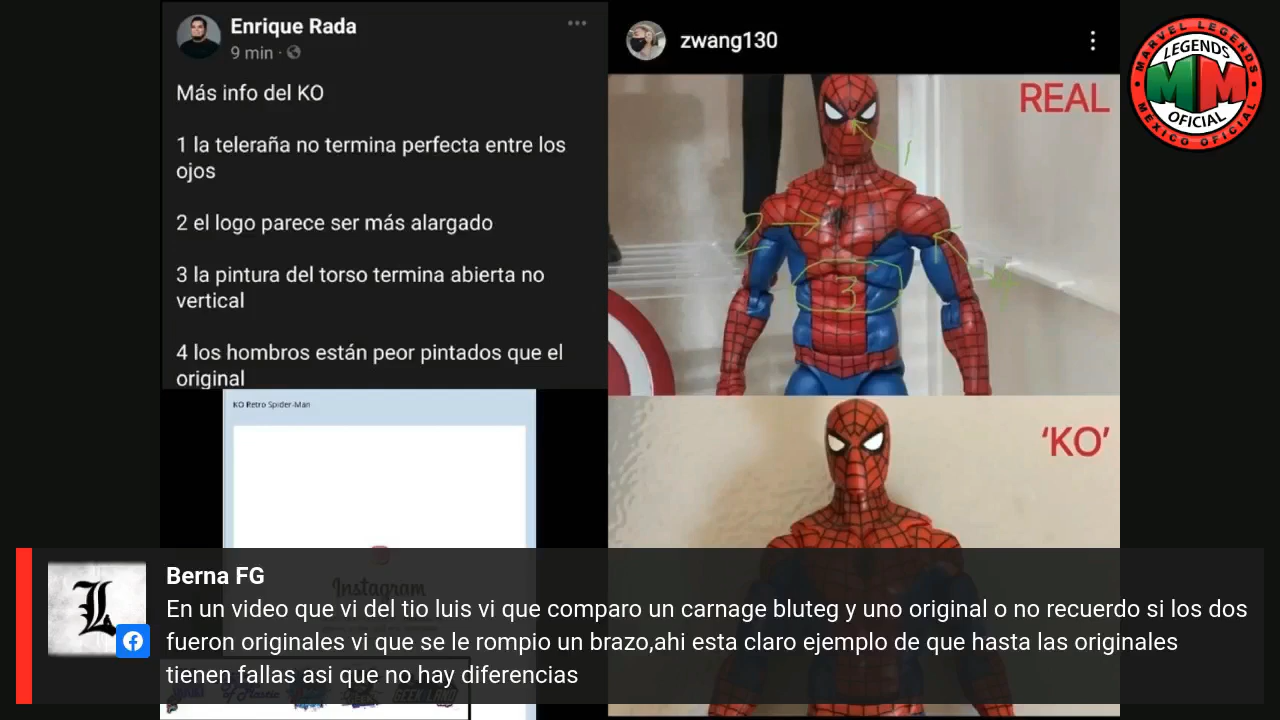 Enrique Rada
9 min
Más info del KO
1 la telaraña no termina perfecta entre los
ojos
2 el logo parece ser más alargado
3 la pintura del torso termina abierta no
vertical
4 los hombros están peor pintados que el
original
KO Retro Spider-Man
Instagram
zwang130
REAL
1
2
3
4
'KO'
MARVEL LEGENDS
LEGENDS
MM
OFICIAL
MEXICO OFICIAL
Berna FG
En un video que vi del tio luis vi que comparo un carnage bluteg y uno original o no recuerdo si los dos
fueron originales vi que se le rompio un brazo,ahi esta claro ejemplo de que hasta las originales
tienen fallas asi que no hay diferencias